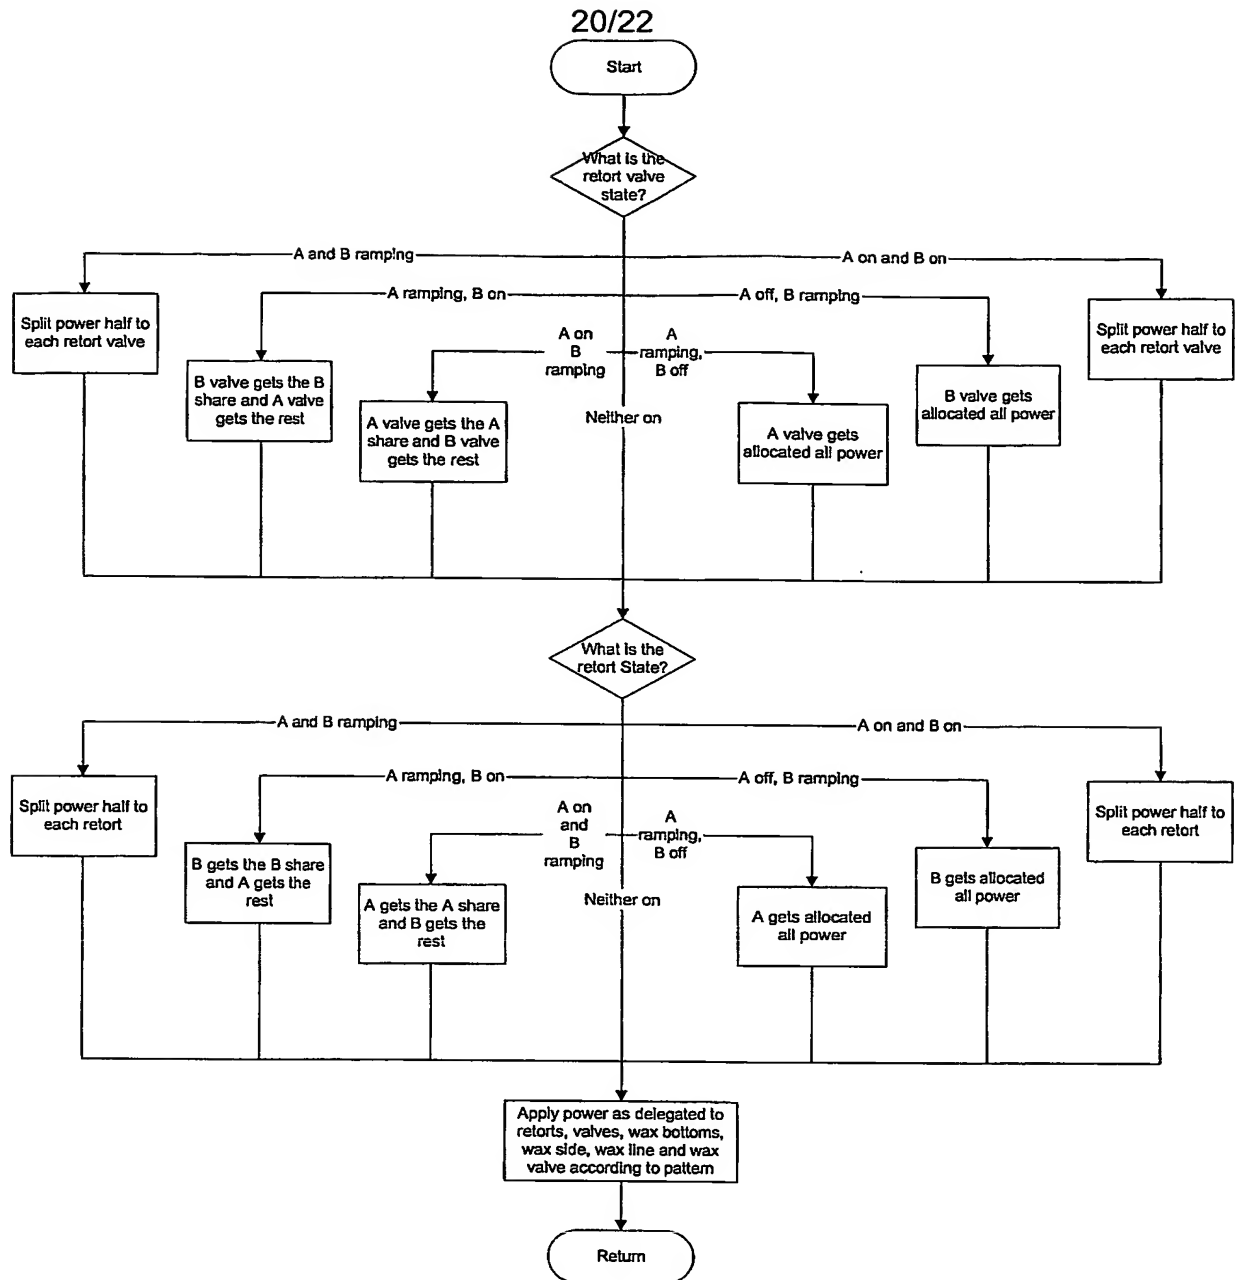 20/22
Start
What is the
retort valve
state?
A and B ramping
A on and B on
Split power half to
each retort valve
A ramping, B on
A off, B ramping
Split power half to
each retort valve
B valve gets the B
share and A valve
gets the rest
A on
B
ramping
A
ramping,
B off
B valve gets
allocated all power
A valve gets the A
share and B valve
gets the rest
Neither on
A valve gets
allocated all power
What is the
retort State?
A and B ramping
A on and B on
Split power half to
each retort
A ramping, B on
A off, B ramping
Split power half to
each retort
B gets the B share
and A gets the
rest
A on
and
B
ramping
A
ramping,
B off
B gets allocated
all power
A gets the A share
and B gets the
rest
Neither on
A gets allocated
all power
Apply power as delegated to
retorts, valves, wax bottoms,
wax side, wax line and wax
valve according to pattern
Return